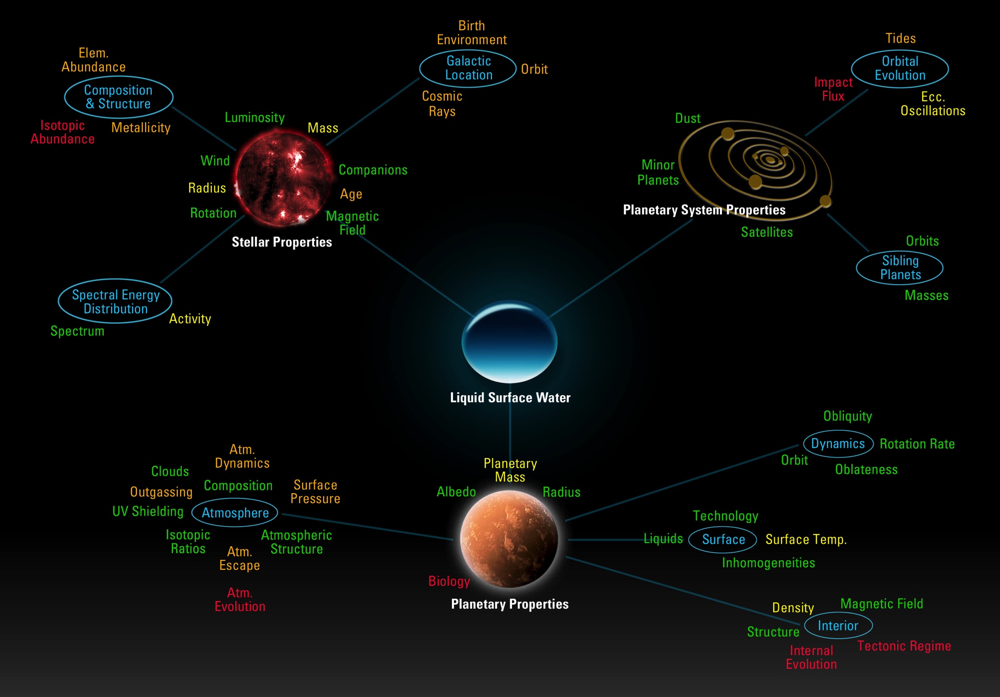 Birth
Environment
Galactic
Location
Orbit
Cosmic
Rays
Elem.
Abundance
Composition
& Structure
Isotopic
Abundance
Metallicity
Luminosity
Mass
Wind
Companions
Radius
Age
Rotation
Magnetic
Field
Stellar Properties
Spectral Energy
Distribution
Activity
Spectrum
Tides
Orbital
Evolution
Impact
Flux
Ecc.
Oscillations
Dust
Minor
Planets
Planetary System Properties
Satellites
Orbits
Sibling
Planets
Masses
Liquid Surface Water
Atm.
Dynamics
Clouds
Composition
Surface
Pressure
Outgassing
UV Shielding
Atmosphere
Isotopic
Ratios
Atmospheric
Structure
Atm.
Escape
Atm.
Evolution
Planetary
Mass
Albedo
Radius
Biology
Planetary Properties
Obliquity
Dynamics
Rotation Rate
Orbit
Oblateness
Technology
Liquids
Surface
Surface Temp.
Inhomogeneities
Density
Magnetic Field
Interior
Structure
Tectonic Regime
Internal
Evolution